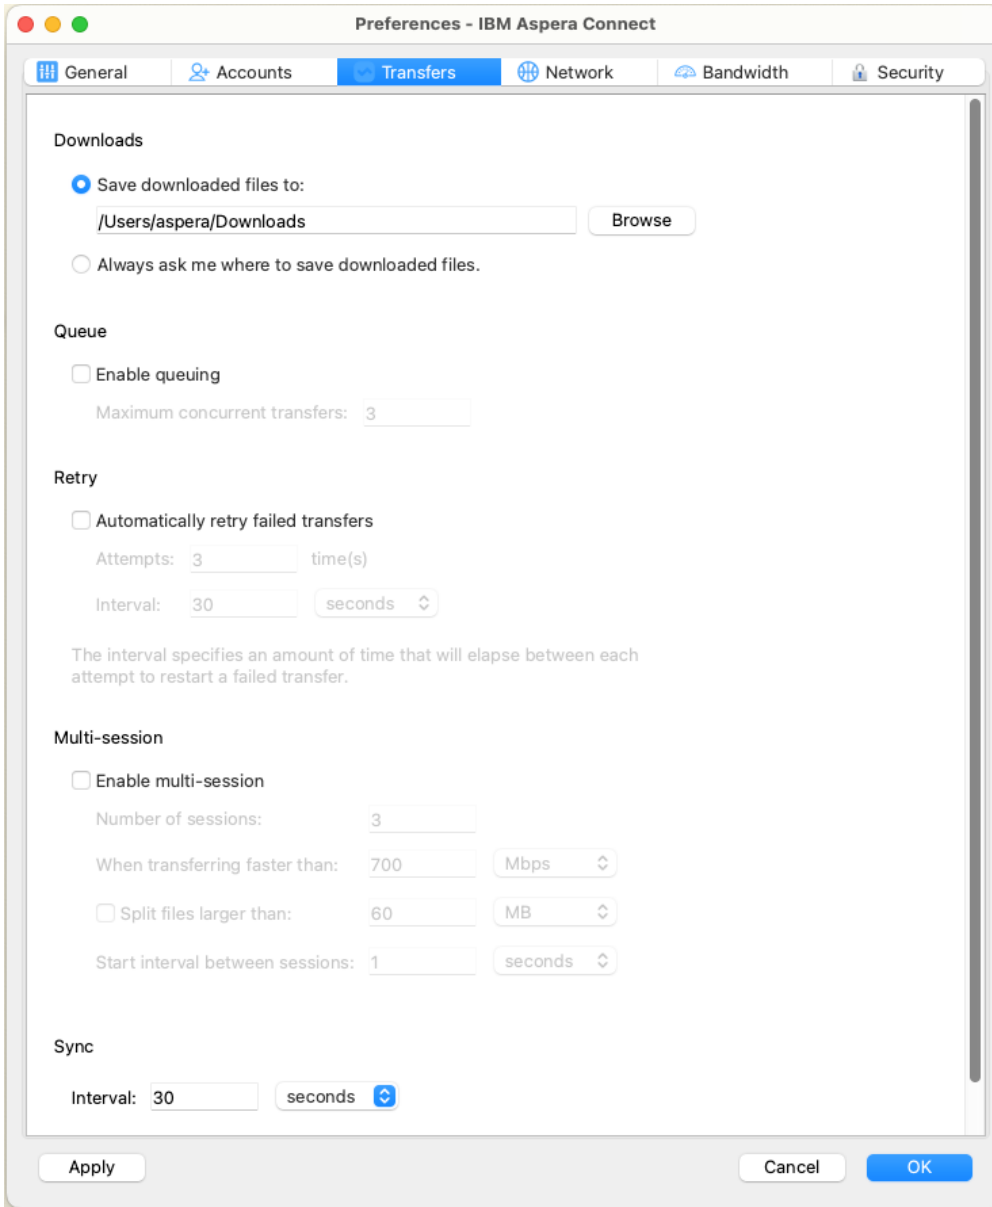 Preferences - IBM Aspera Connect
General Accounts Transfers Network Bandwidth Security
Downloads
Save downloaded files to:
/Users/aspera/Downloads Browse
Always ask me where to save downloaded files.
Queue
Enable queuing
Maximum concurrent transfers: 3
Retry
Automatically retry failed transfers
Attempts: 3 time(s)
Interval: 30 seconds
The interval specifies an amount of time that will elapse between each
attempt to restart a failed transfer.
Multi-session
Enable multi-session
Number of sessions: 3
When transferring faster than: 700 Mbps
Split files larger than: 60 MB
Start interval between sessions: 1 seconds
Sync
Interval: 30 seconds
Apply Cancel OK